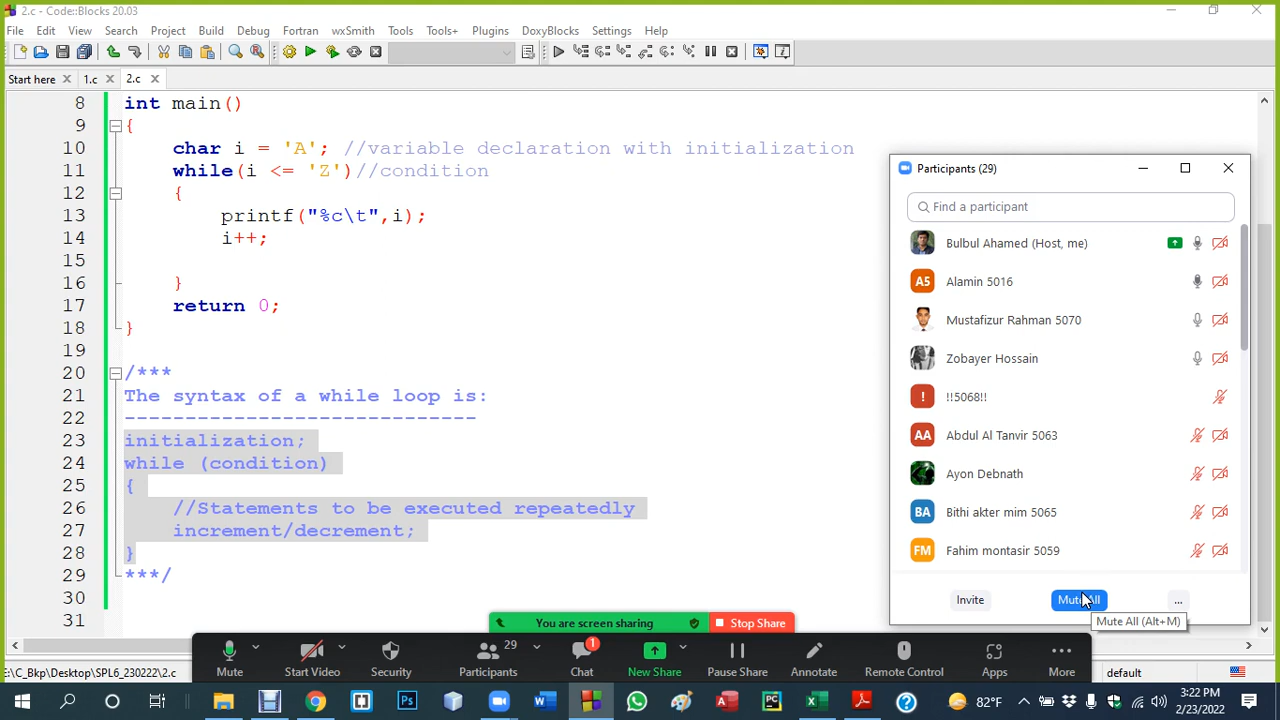 2.c - Code::Blocks 20.03
File Edit View Search Project Build Debug Fortran wxSmith Tools Tools+ Plugins DoxyBlocks Settings Help
Start here 1.c 2.c
8 int main()
9 {
10 char i = 'A'; //variable declaration with initialization
11 while(i <= 'Z')//condition
12 {
13 printf("%c\t",i);
14 i++;
15
16 }
17 return 0;
18 }
19
20 /***
21 The syntax of a while loop is:
22 -----------------------------
23 initialization;
24 while (condition)
25 {
26 //Statements to be executed repeatedly
27 increment/decrement;
28 }
29 ***/
30
31
Participants (29)
Find a participant
Bulbul Ahamed (Host, me)
A5 Alamin 5016
Mustafizur Rahman 5070
Zobayer Hossain
! !!5068!!
AA Abdul Al Tanvir 5063
Ayon Debnath
BA Bithi akter mim 5065
FM Fahim montasir 5059
Invite Mute All ...
Mute All (Alt+M)
You are screen sharing Stop Share
29 1
Mute Start Video Security Participants Chat New Share Pause Share Annotate Remote Control Apps More
E:\C_Bkp\Desktop\SPL6_230222\2.c default
82°F 3:22 PM
2/23/2022